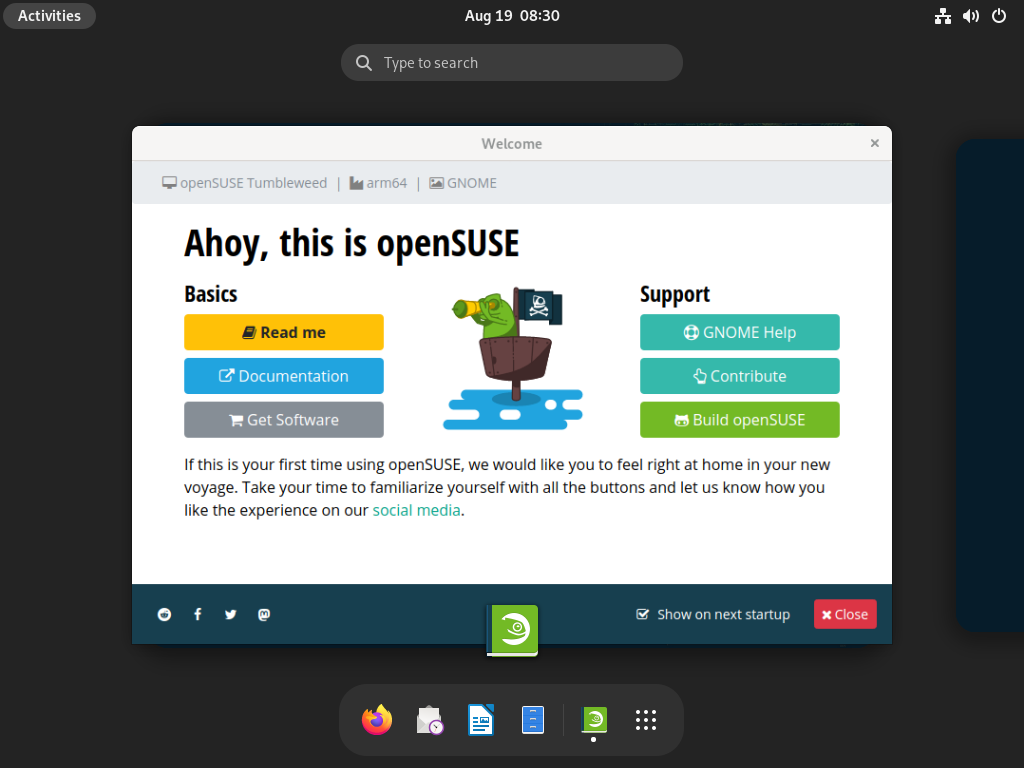 Activities
Aug 19 08:30
Type to search
Welcome
openSUSE Tumbleweed | arm64 | GNOME
Ahoy, this is openSUSE
Basics
Support
Read me
GNOME Help
Documentation
Contribute
Get Software
Build openSUSE
If this is your first time using openSUSE, we would like you to feel right at home in your new
voyage. Take your time to familiarize yourself with all the buttons and let us know how you
like the experience on our social media.
Show on next startup
Close